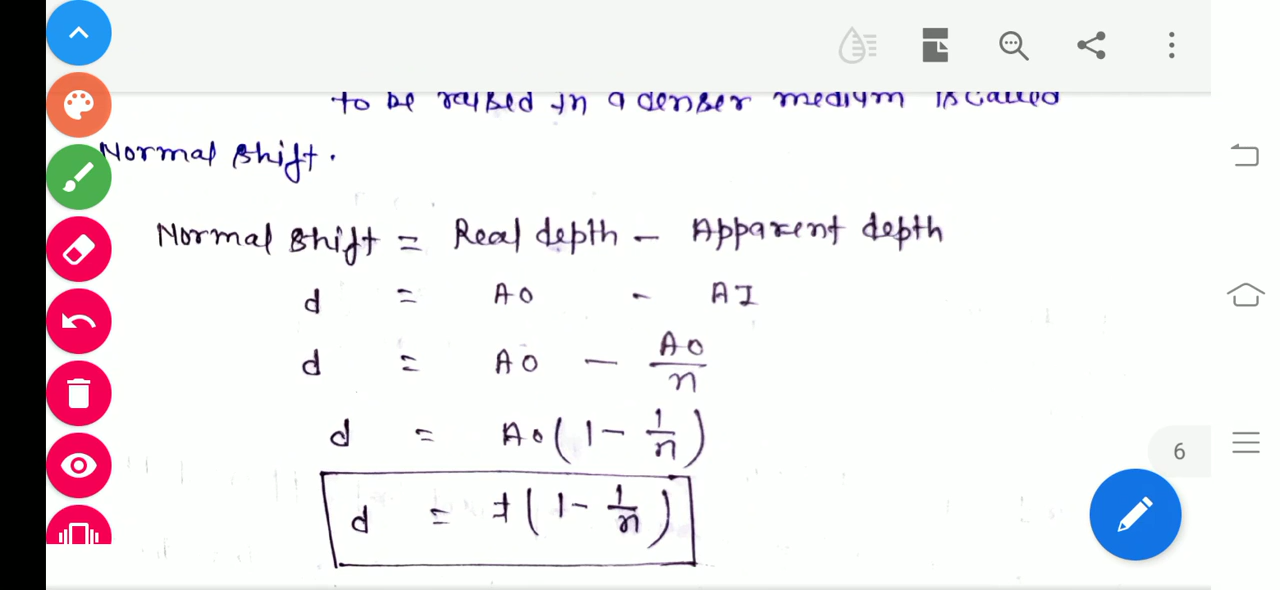 to be raised in a denser medium is called
Normal shift.
Normal shift = Real depth - Apparent depth
d = AO - AI
d = AO - AO/n
d = AO(1 - 1/n)
d = t(1 - 1/n)
6